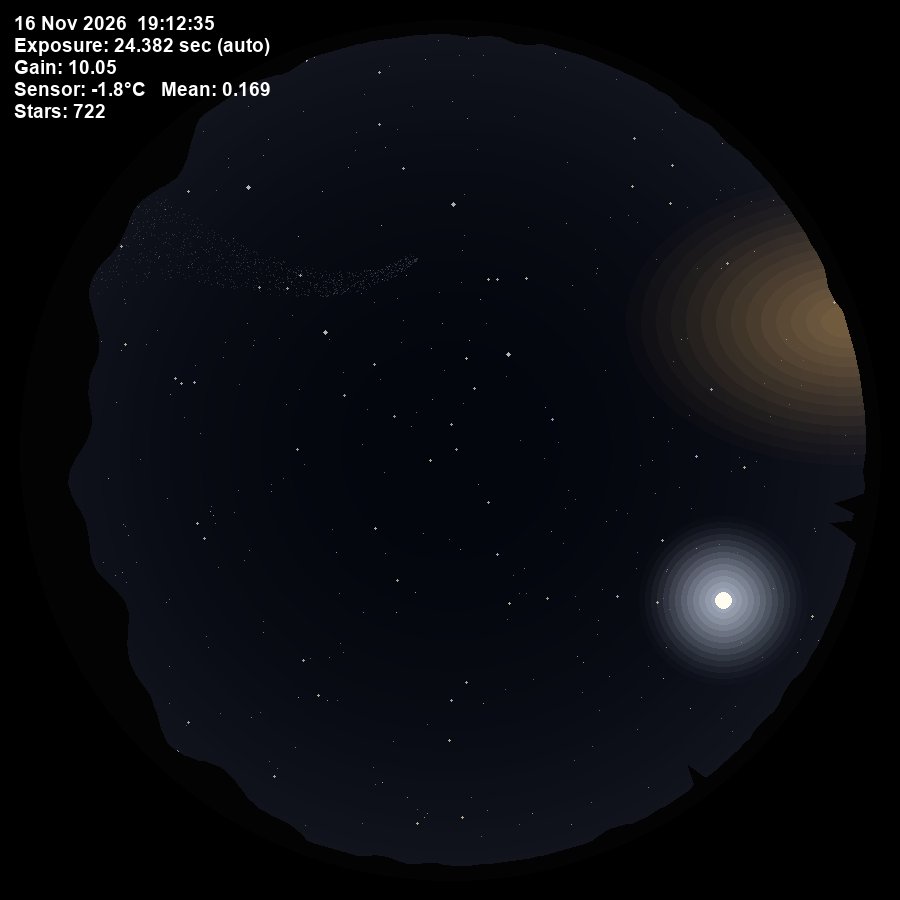 16 Nov 2026  19:12:35
Exposure: 24.382 sec (auto)
Gain: 10.05
Sensor: -1.8°C   Mean: 0.169
Stars: 722